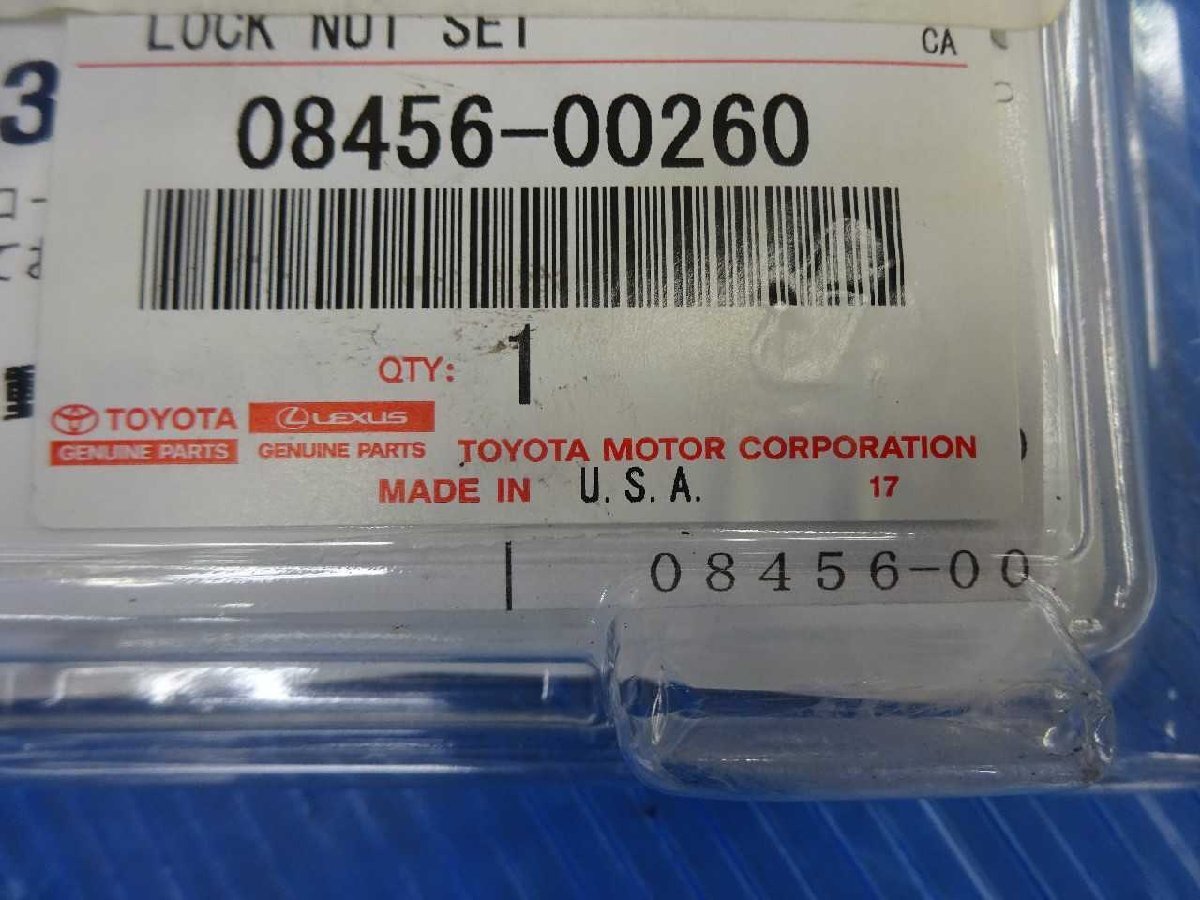 LOCK NUT SET
CA
3
08456-00260
QTY: 1
TOYOTA
LEXUS
GENUINE PARTS
GENUINE PARTS
TOYOTA MOTOR CORPORATION
MADE IN U.S.A.
17
08456-00